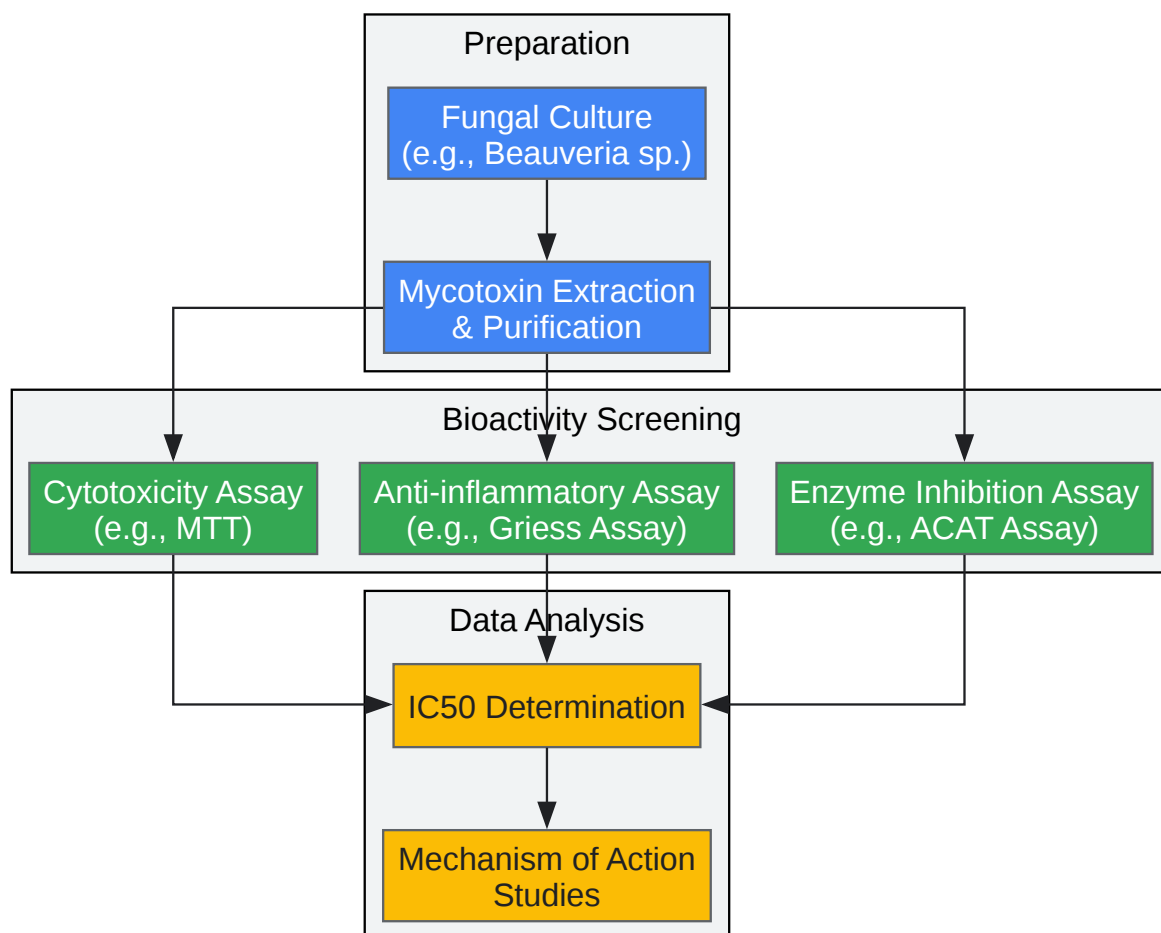 Preparation
Fungal Culture
(e.g., Beauveria sp.)
Mycotoxin Extraction
& Purification
Bioactivity Screening
Cytotoxicity Assay
(e.g., MTT)
Anti-inflammatory Assay
(e.g., Griess Assay)
Enzyme Inhibition Assay
(e.g., ACAT Assay)
Data Analysis
IC50 Determination
Mechanism of Action
Studies